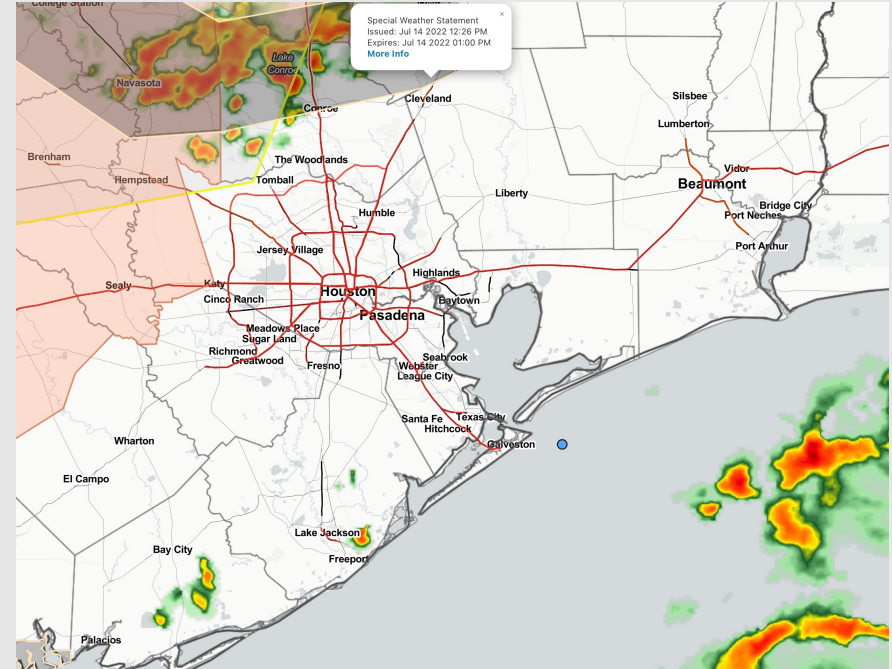 College Station
Special Weather Statement
×
Issued: Jul 14 2022 12:26 PM
Expires: Jul 14 2022 01:00 PM
More Info
Lake
Conroe
Navasota
Conroe
Cleveland
Silsbee
Lumberton
Brenham
The Woodlands
Hempstead
Tomball
Vidor
Beaumont
Liberty
Bridge City
Port Neches
Humble
Port Arthur
Jersey Village
Highlands
Sealy
Katy
Houston
Cinco Ranch
Baytown
Pasadena
Meadows Place
Sugar Land
Richmond
Greatwood
Fresno
Seabrook
Webster
League City
Santa Fe
Texas City
Hitchcock
Galveston
Wharton
El Campo
Lake Jackson
Bay City
Freeport
Palacios